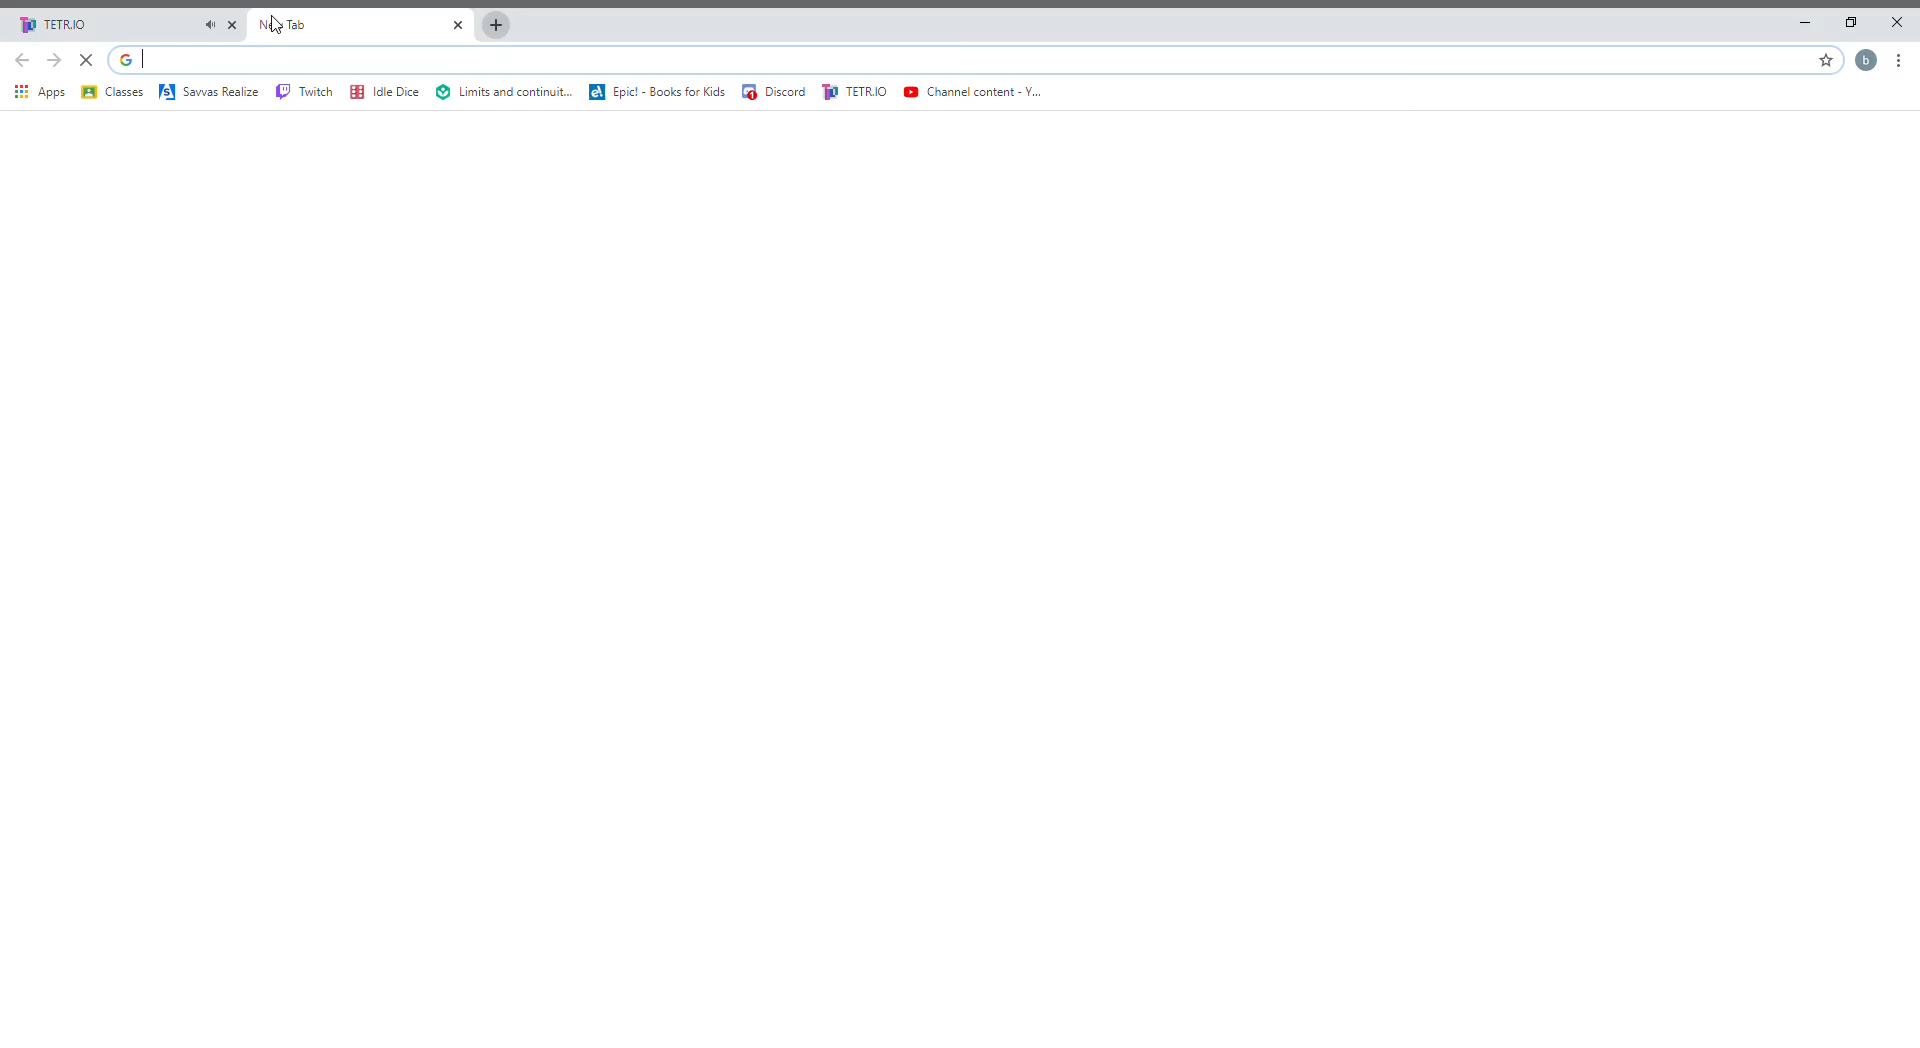 TETR.IO New Tab
G
Apps Classes Savvas Realize Twitch Idle Dice Limits and continuit... Epic! - Books for Kids Discord TETR.IO Channel content - Y...
b